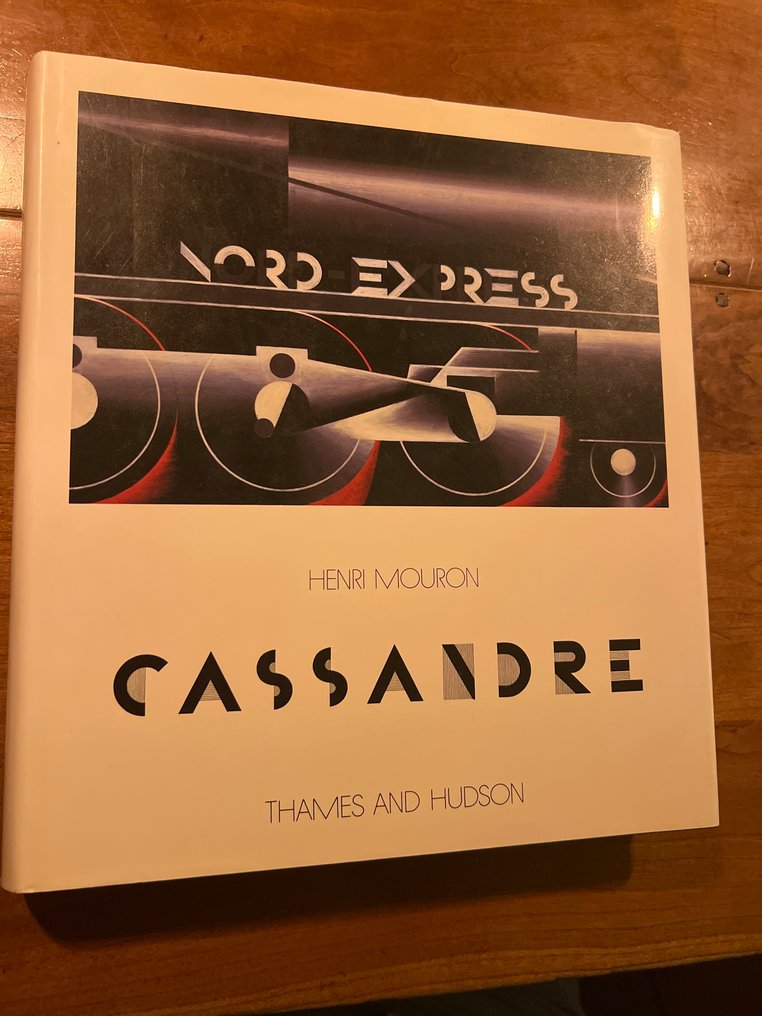 NORD-EXPRESS
HENRI MOURON
CASSANDRE
THAMES AND HUDSON